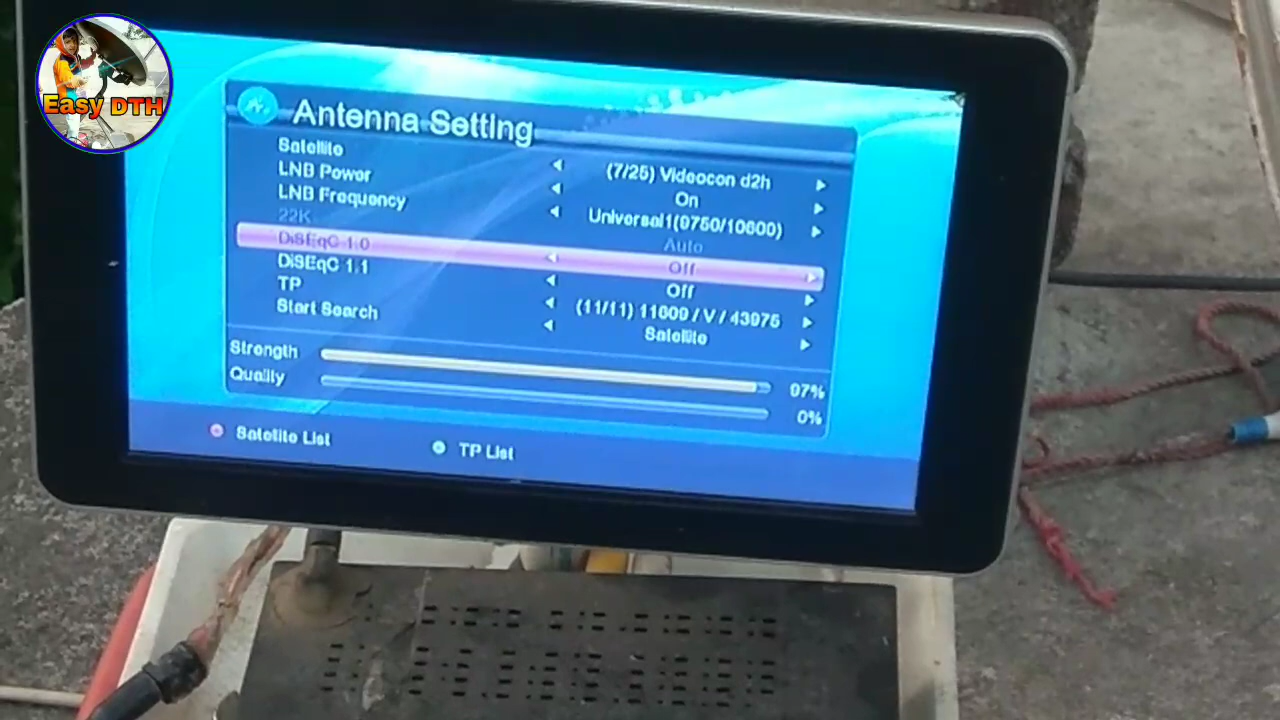 Easy DTH
Antenna Setting
Satellite (7/25) Videocon d2h
LNB Power On
LNB Frequency Universal1(9750/10600)
22K Auto
DiSEqC 1.0 Off
DiSEqC 1.1 Off
TP (11/11) 11609 / V / 43975
Start Search Satellite
Strength 97%
Quality 0%
Satellite List TP List